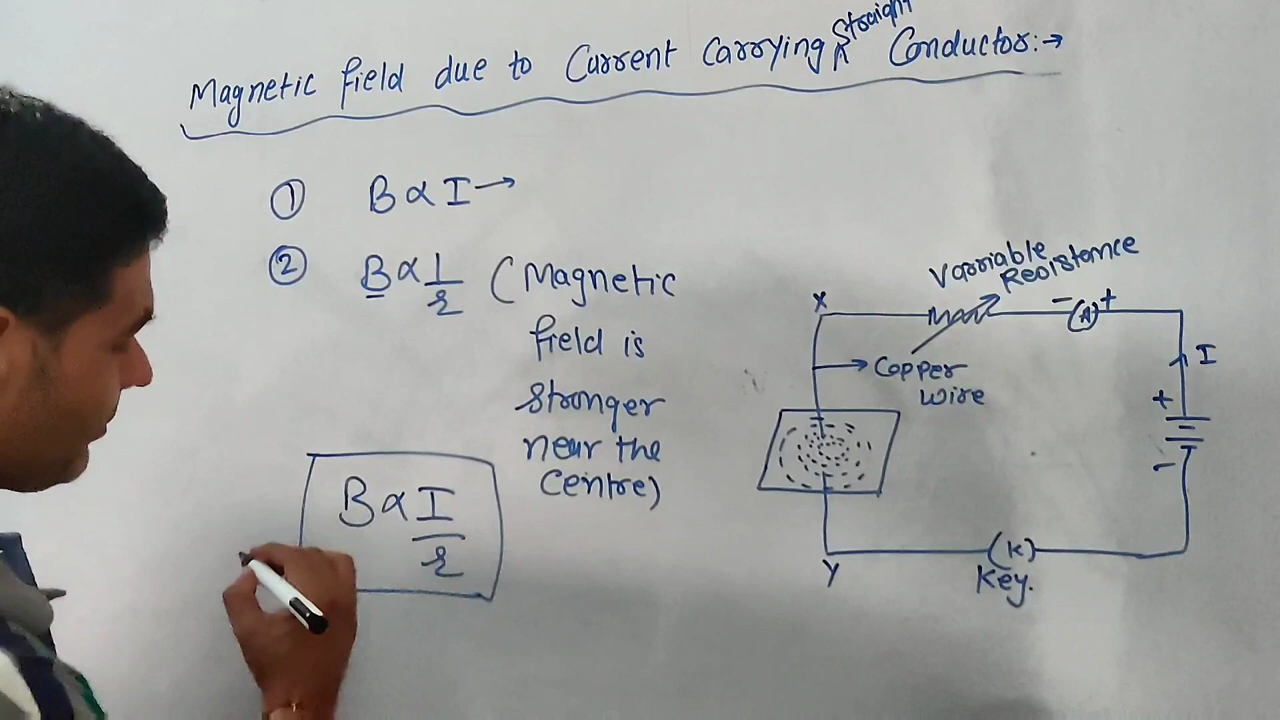 Magnetic field due to Current Carrying Straight Conductor:→
① B ∝ I →
② B ∝ 1/r (Magnetic
field is
stronger
near the
Centre)
B ∝ I/r
Varriable
Resistance
X
- (A) +
I
Copper
wire
+
-
Y
(K)
Key.